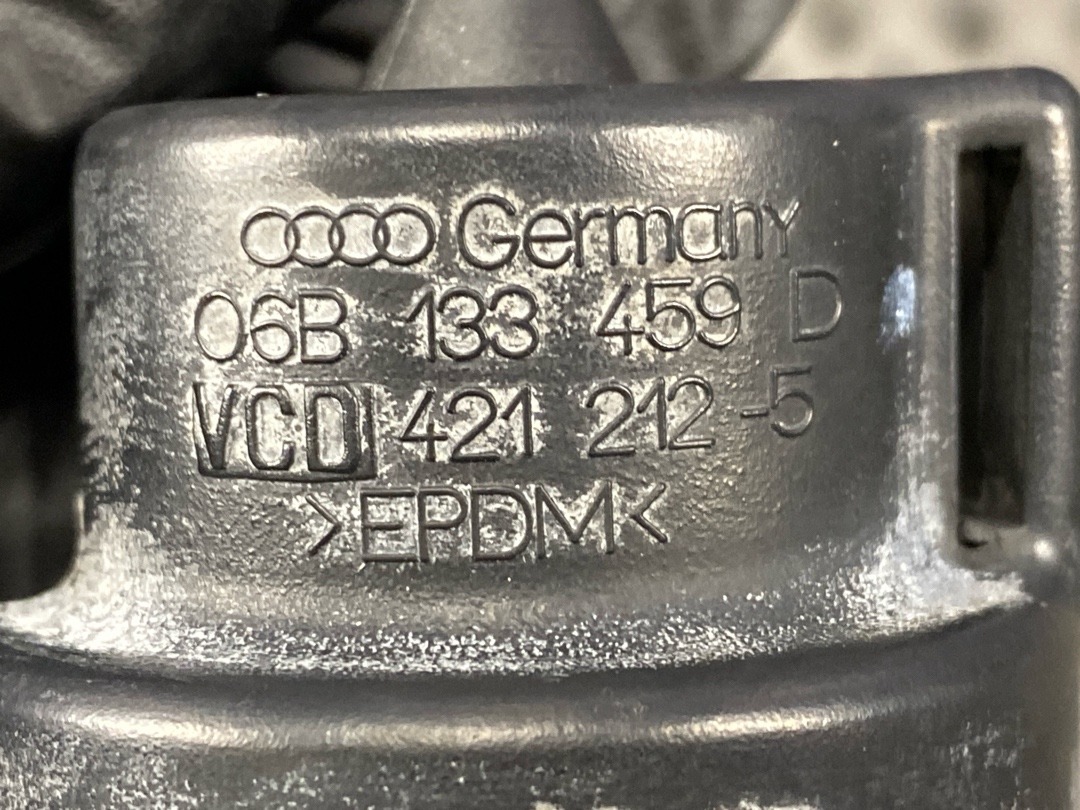 Germany
06B 133 459 D
VCD 421 212-5
>EPDM<